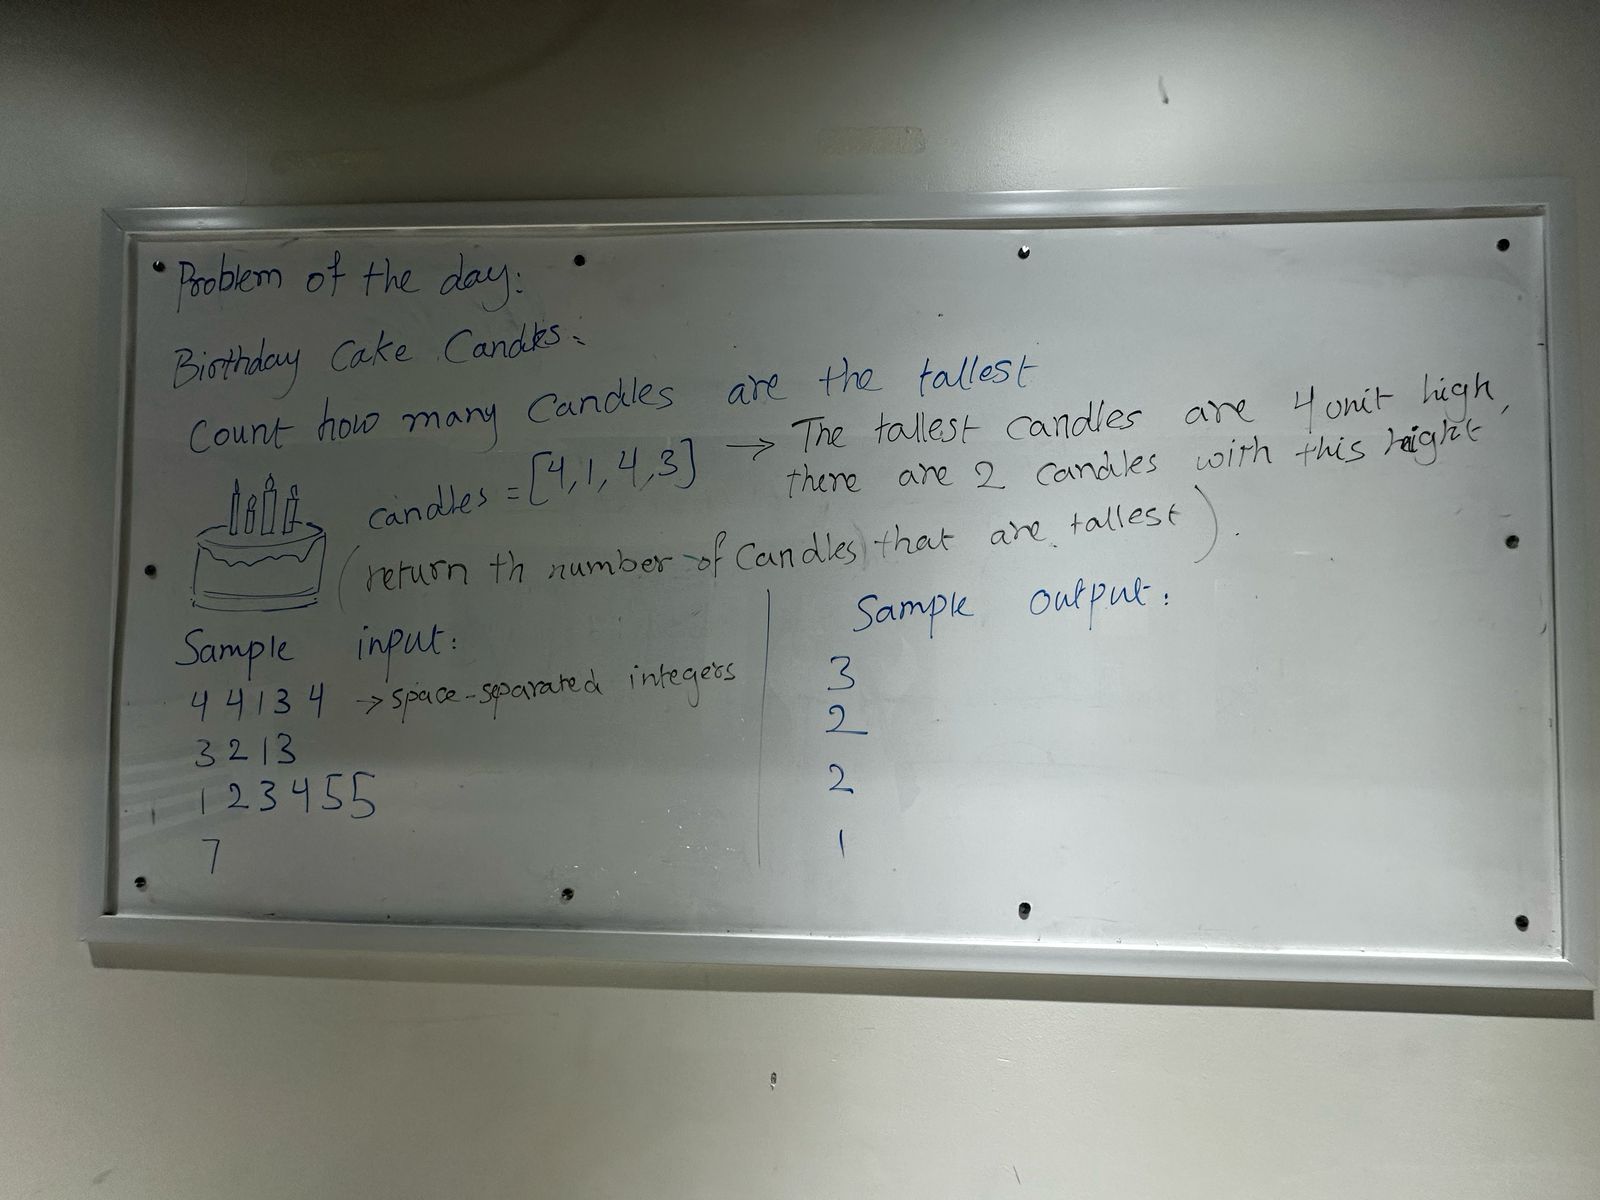 Problem of the day:
Birthday Cake Candles:
Count how many Candles are the tallest
candles = [4,1,4,3] → The tallest candles are 4 unit high,
there are 2 candles with this height
(return th number of Candles that are tallest).
Sample input:
4 4 1 3 4 → space-separated integers
3 2 1 3
1 2 3 4 5 5
7
Sample output:
3
2
2
1